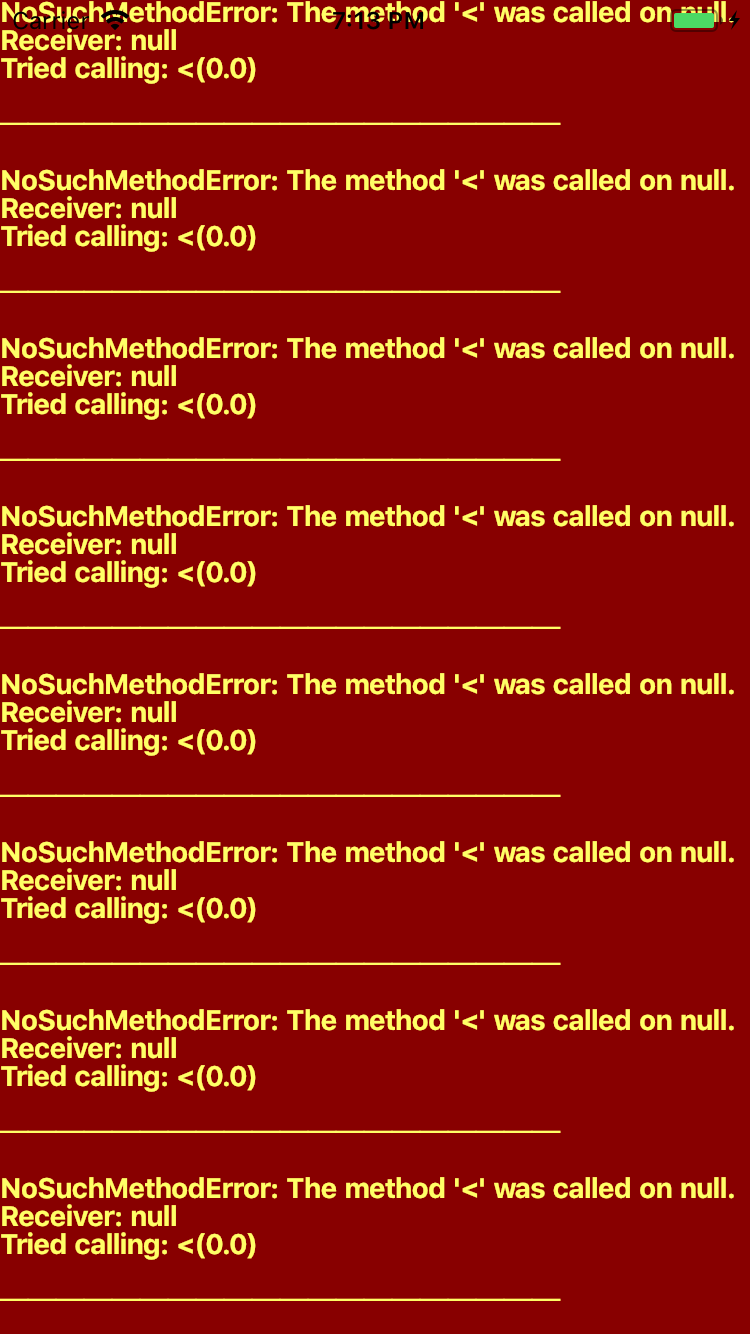 NoSuchMethodError: The method '<' was called on null.
Carrier 7:13 PM
Receiver: null
Tried calling: <(0.0)
NoSuchMethodError: The method '<' was called on null.
Receiver: null
Tried calling: <(0.0)
NoSuchMethodError: The method '<' was called on null.
Receiver: null
Tried calling: <(0.0)
NoSuchMethodError: The method '<' was called on null.
Receiver: null
Tried calling: <(0.0)
NoSuchMethodError: The method '<' was called on null.
Receiver: null
Tried calling: <(0.0)
NoSuchMethodError: The method '<' was called on null.
Receiver: null
Tried calling: <(0.0)
NoSuchMethodError: The method '<' was called on null.
Receiver: null
Tried calling: <(0.0)
NoSuchMethodError: The method '<' was called on null.
Receiver: null
Tried calling: <(0.0)